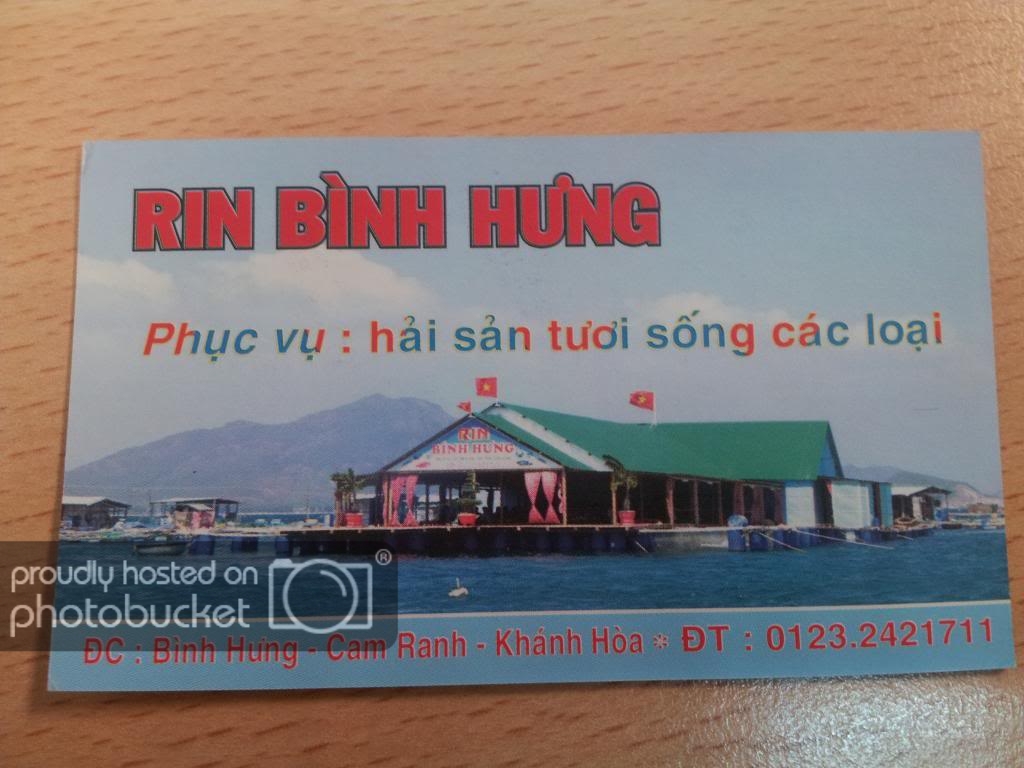 RIN BÌNH HƯNG
Phục vụ : hải sản tươi sống các loại
RIN
BÌNH HƯNG
proudly hosted on
photobucket ®
ĐC : Bình Hưng - Cam Ranh - Khánh Hòa * ĐT : 0123.2421711